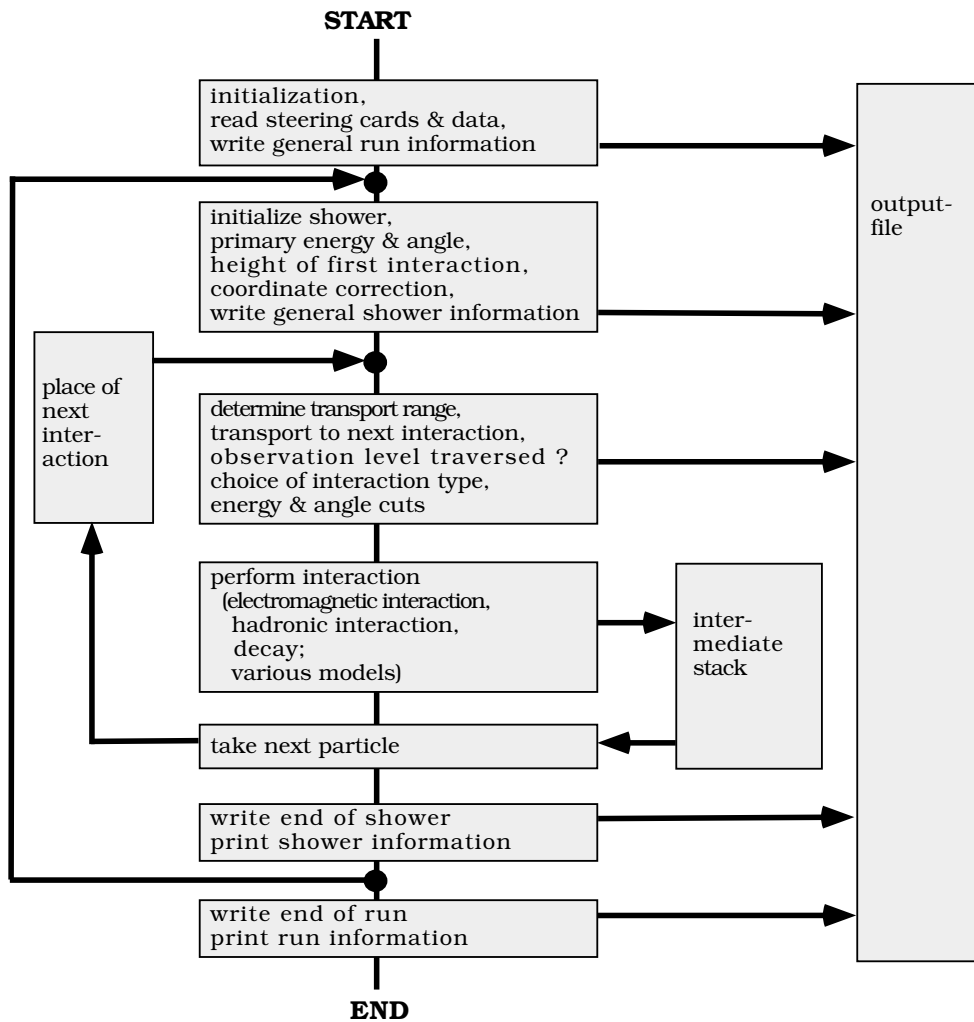 START
initialization,
read steering cards & data,
write general run information
output-
file
initialize shower,
primary energy & angle,
height of first interaction,
coordinate correction,
write general shower information
place of
next
inter-
action
determine transport range,
transport to next interaction,
observation level traversed ?
choice of interaction type,
energy & angle cuts
perform interaction
(electromagnetic interaction,
hadronic interaction,
decay;
various models)
inter-
mediate
stack
take next particle
write end of shower
print shower information
write end of run
print run information
END